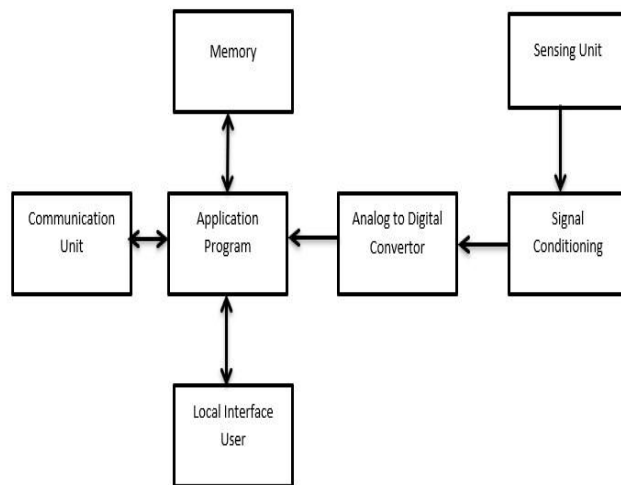 Memory
Sensing Unit
Communication
Unit
Application
Program
Analog to Digital
Convertor
Signal
Conditioning
Local Interface
User